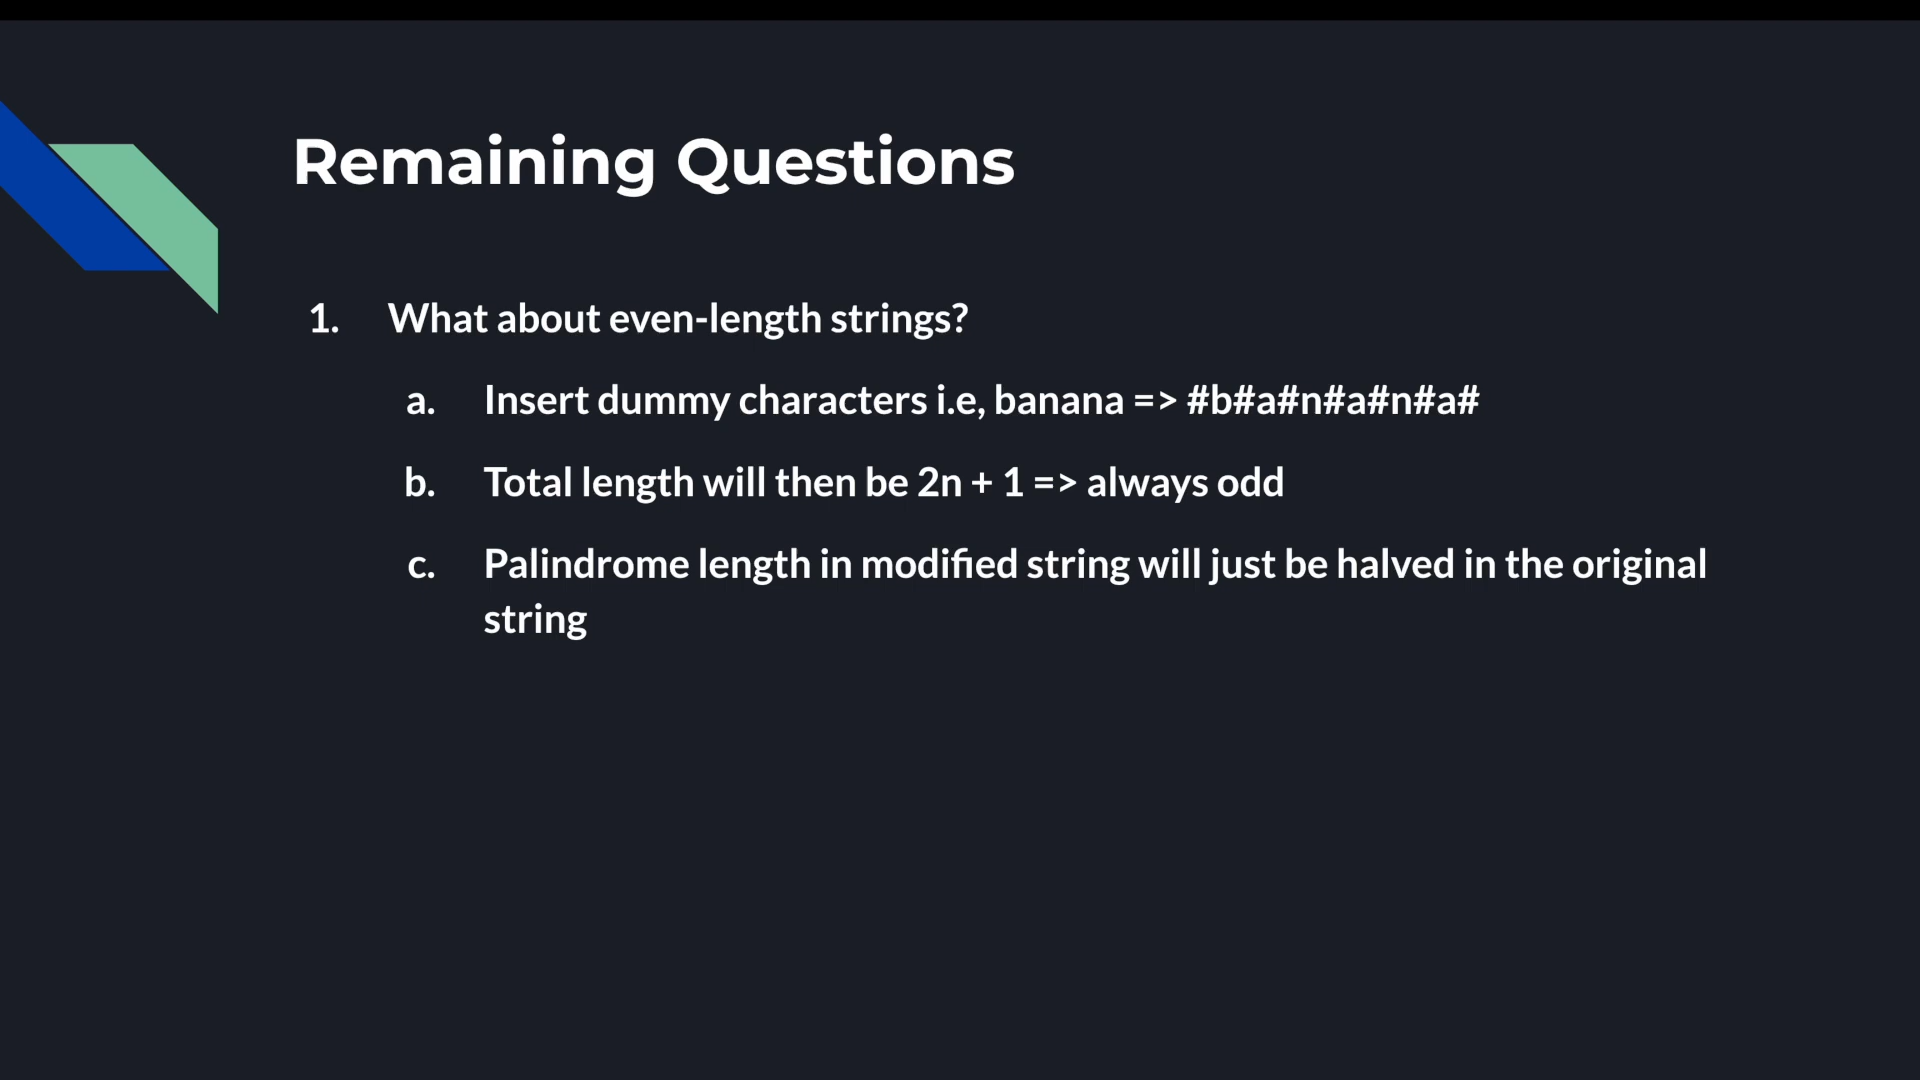 Remaining Questions
1. What about even-length strings?
a. Insert dummy characters i.e, banana => #b#a#n#a#n#a#
b. Total length will then be 2n + 1 => always odd
c. Palindrome length in modified string will just be halved in the original
string